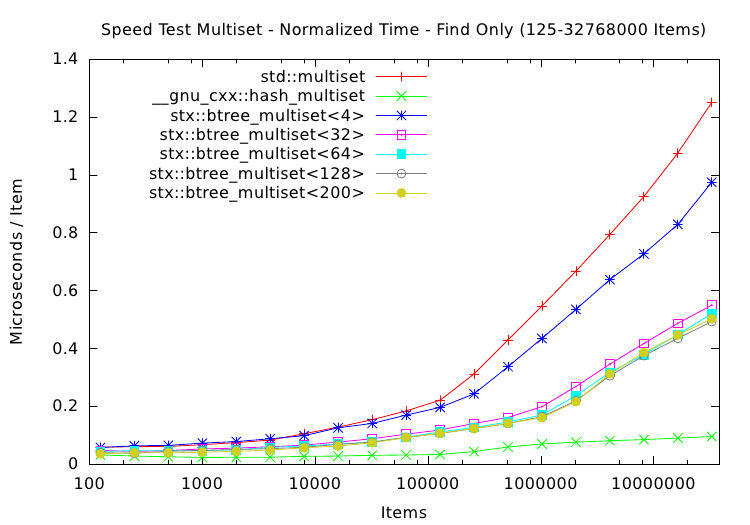 Speed Test Multiset - Normalized Time - Find Only (125-32768000 Items)
1.4
1.2
1
0.8
0.6
0.4
0.2
0
Microseconds / Item
std::multiset
__gnu_cxx::hash_multiset
stx::btree_multiset<4>
stx::btree_multiset<32>
stx::btree_multiset<64>
stx::btree_multiset<128>
stx::btree_multiset<200>
100 1000 10000 100000 1000000 10000000
Items